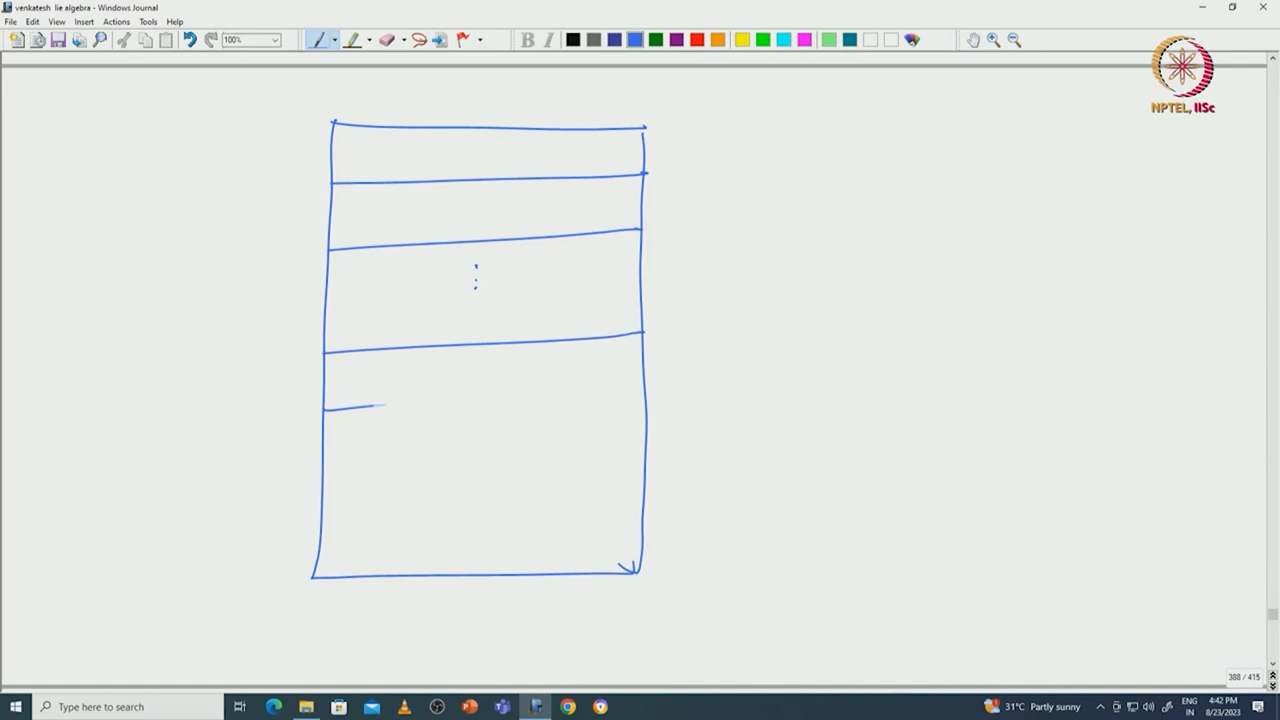 venkatesh lie algebra - Windows Journal
File Edit View Insert Actions Tools Help
100%
B I
NPTEL, IISc
⋮
388 / 415
Type here to search
31°C Partly sunny
ENG
IN
4:42 PM
8/23/2023